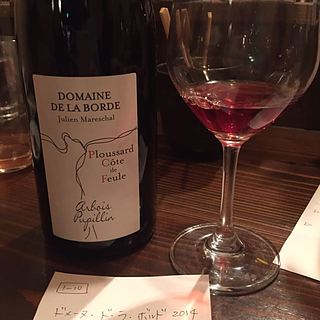 DOMAINE
DE LA BORDE
Julien Mareschal
Ploussard
Côte
de
Feule
Arbois
Pupillin
ドメーヌ・ド・ラ・ボルド 2014